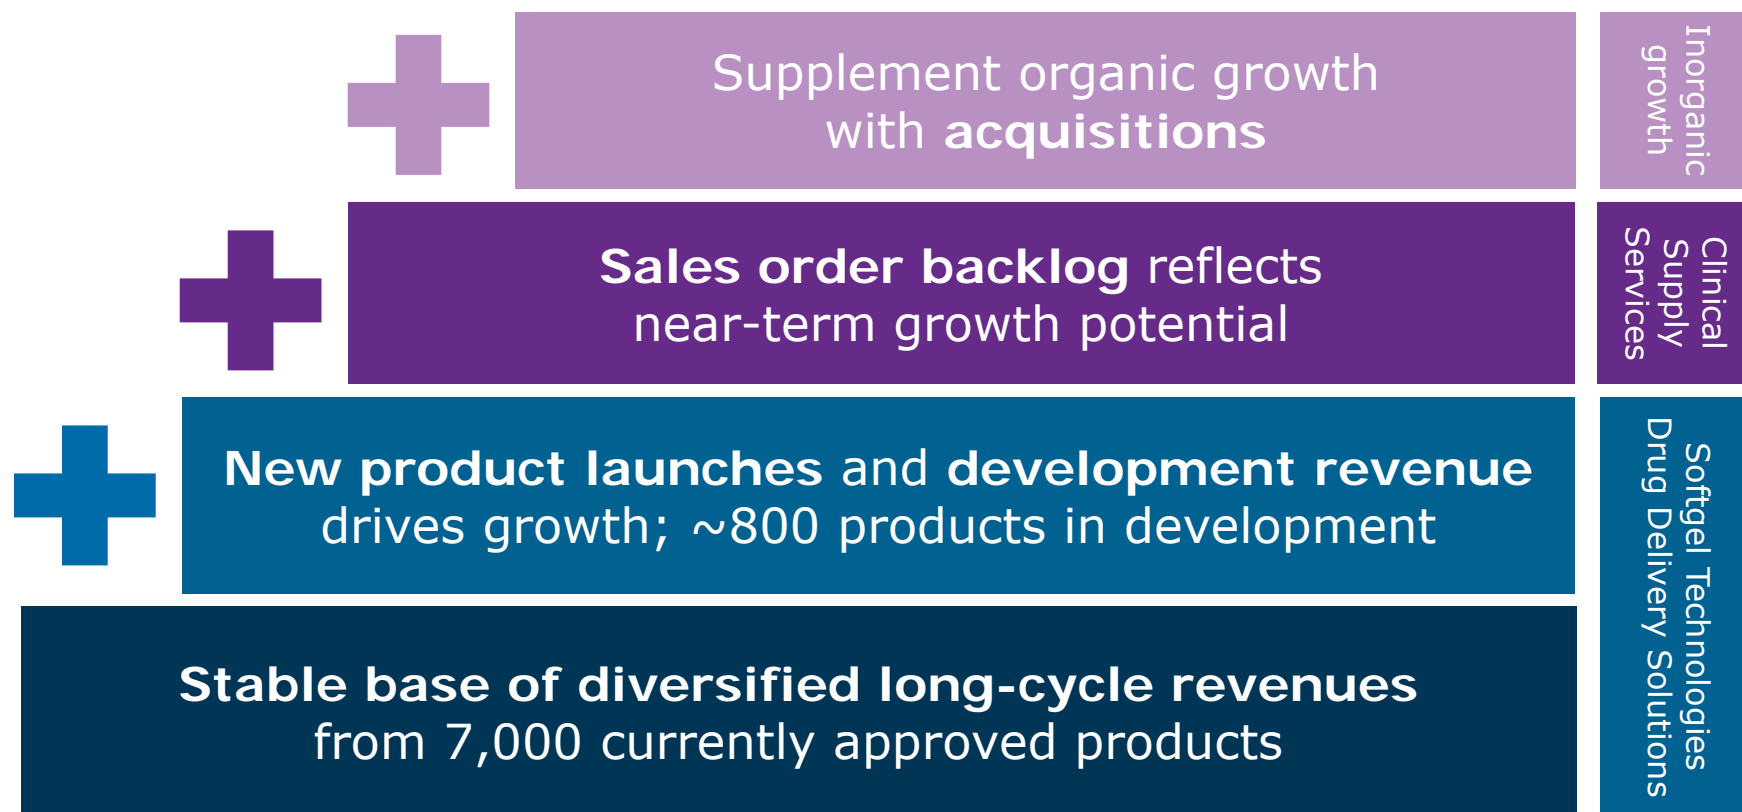 Supplement organic growth
with acquisitions
Inorganic
growth
Sales order backlog reflects
near-term growth potential
Clinical
Supply
Services
New product launches and development revenue
drives growth; ~800 products in development
Softgel Technologies
Drug Delivery Solutions
Stable base of diversified long-cycle revenues
from 7,000 currently approved products